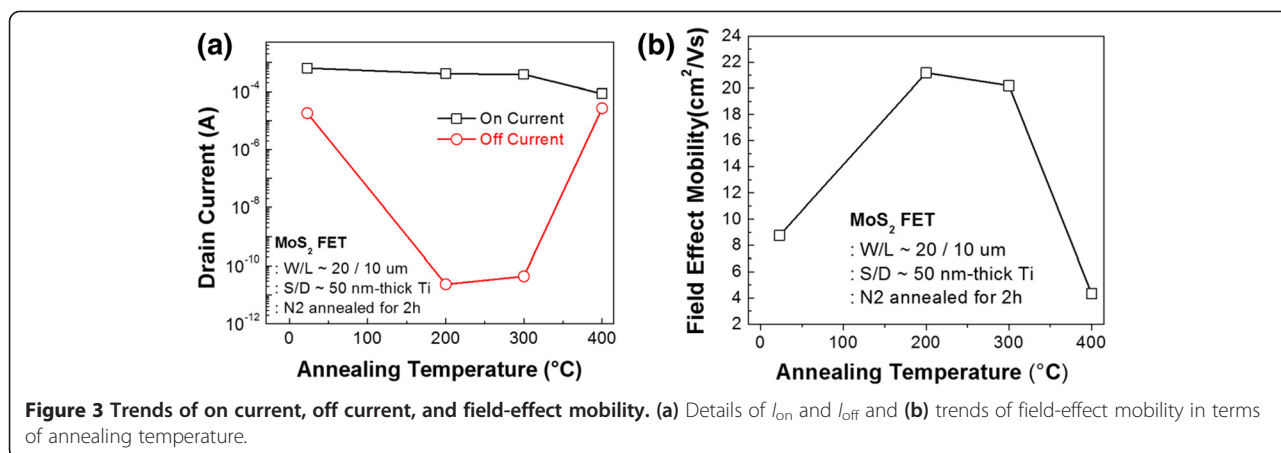 (a)
Drain Current (A)
10⁻⁴
10⁻⁶
10⁻⁸
10⁻¹⁰
10⁻¹²
On Current
Off Current
MoS₂ FET
: W/L ~ 20 / 10 um
: S/D ~ 50 nm-thick Ti
: N2 annealed for 2h
0 100 200 300 400
Annealing Temperature (°C)
(b)
Field Effect Mobility(cm²/Vs)
24
22
20
18
16
14
12
10
8
6
4
2
MoS₂ FET
: W/L ~ 20 / 10 um
: S/D ~ 50 nm-thick Ti
: N2 annealed for 2h
0 100 200 300 400
Annealing Temperature (°C)
Figure 3 Trends of on current, off current, and field-effect mobility. (a) Details of Ion and Ioff and (b) trends of field-effect mobility in terms
of annealing temperature.